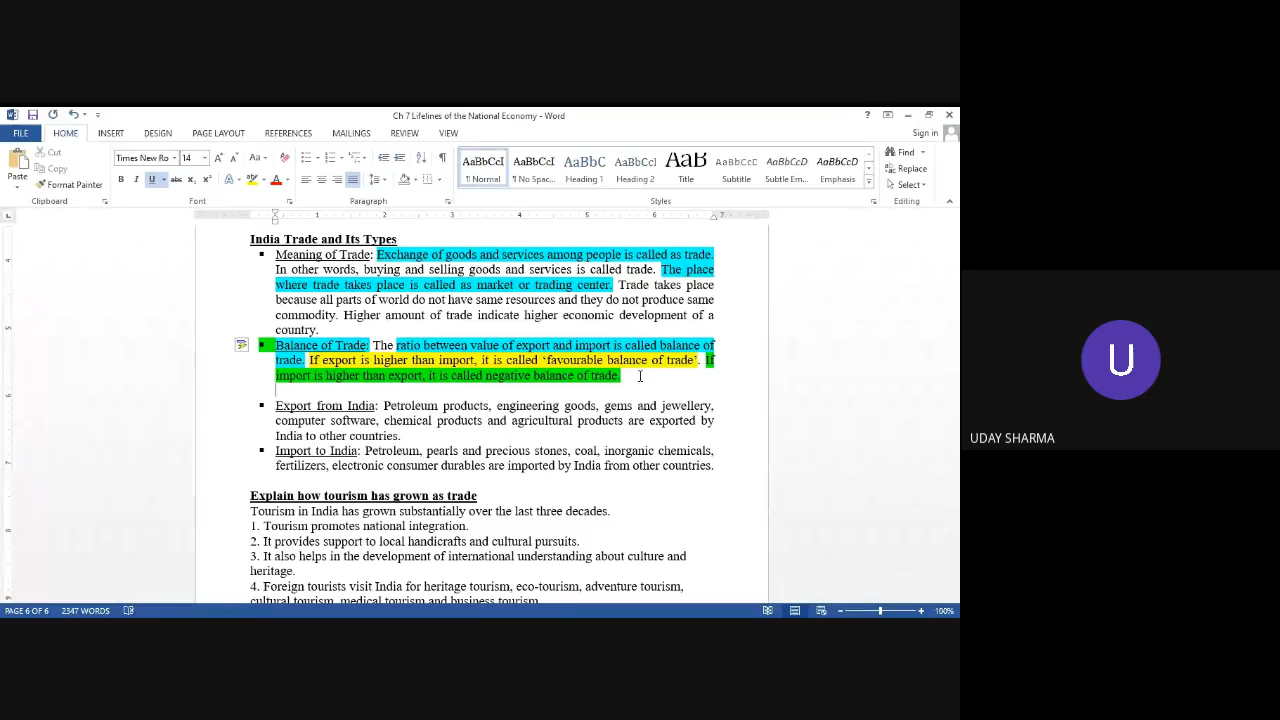 Ch 7 Lifelines of the National Economy - Word
FILE HOME INSERT DESIGN PAGE LAYOUT REFERENCES MAILINGS REVIEW VIEW Sign in
Paste
Cut
Copy
Format Painter
Clipboard
Times New Ro 14
Font
Paragraph
AaBbCcI ¶ Normal
AaBbCcI ¶ No Spac...
AaBbC Heading 1
AaBbCcI Heading 2
AaB Title
AaBbCcC Subtitle
AaBbCcC Subtle Em...
AaBbCcC Emphasis
Styles
Find
Replace
Select
Editing
India Trade and Its Types
▪ Meaning of Trade: Exchange of goods and services among people is called as trade.
In other words, buying and selling goods and services is called trade. The place
where trade takes place is called as market or trading center. Trade takes place
because all parts of world do not have same resources and they do not produce same
commodity. Higher amount of trade indicate higher economic development of a
country.
▪ Balance of Trade: The ratio between value of export and import is called balance of
trade. If export is higher than import, it is called ‘favourable balance of trade’. If
import is higher than export, it is called negative balance of trade.
▪ Export from India: Petroleum products, engineering goods, gems and jewellery,
computer software, chemical products and agricultural products are exported by
India to other countries.
▪ Import to India: Petroleum, pearls and precious stones, coal, inorganic chemicals,
fertilizers, electronic consumer durables are imported by India from other countries.
Explain how tourism has grown as trade
Tourism in India has grown substantially over the last three decades.
1. Tourism promotes national integration.
2. It provides support to local handicrafts and cultural pursuits.
3. It also helps in the development of international understanding about culture and
heritage.
4. Foreign tourists visit India for heritage tourism, eco-tourism, adventure tourism,
cultural tourism, medical tourism and business tourism
PAGE 6 OF 6 2347 WORDS 100%
U
UDAY SHARMA